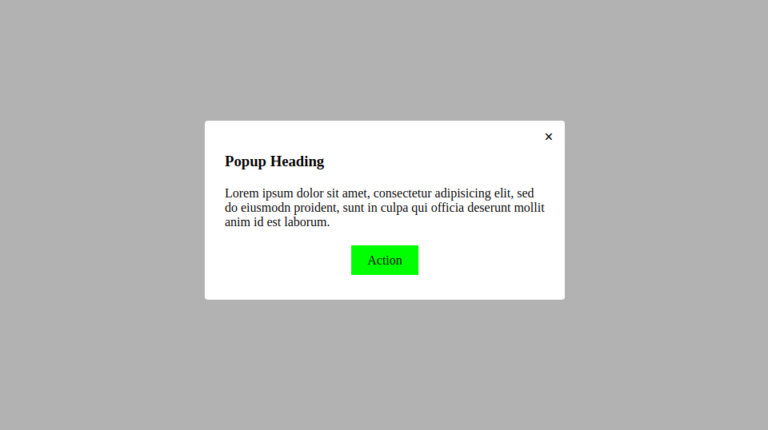 ×
Popup Heading
Lorem ipsum dolor sit amet, consectetur adipisicing elit, sed
do eiusmodn proident, sunt in culpa qui officia deserunt mollit
anim id est laborum.
Action